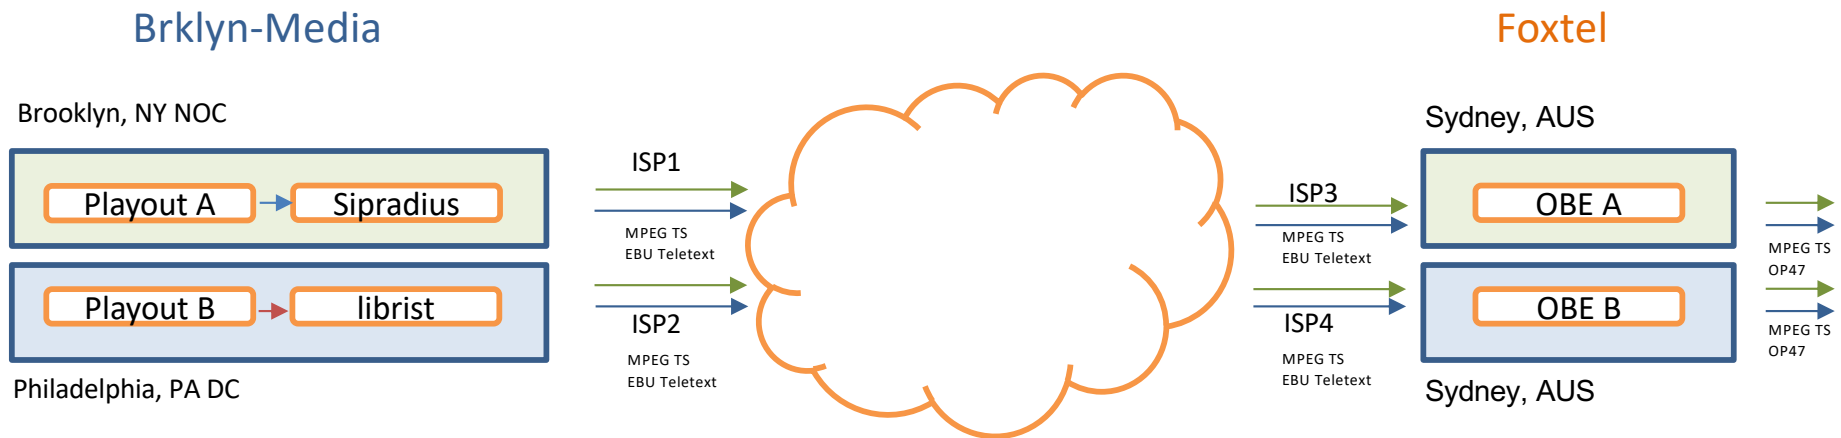 Brklyn-Media
Foxtel
Brooklyn, NY NOC
Sydney, AUS
Playout A
Sipradius
ISP1
MPEG TS
EBU Teletext
ISP3
MPEG TS
EBU Teletext
OBE A
MPEG TS
OP47
Playout B
librist
ISP2
MPEG TS
EBU Teletext
ISP4
MPEG TS
EBU Teletext
OBE B
MPEG TS
OP47
Philadelphia, PA DC
Sydney, AUS